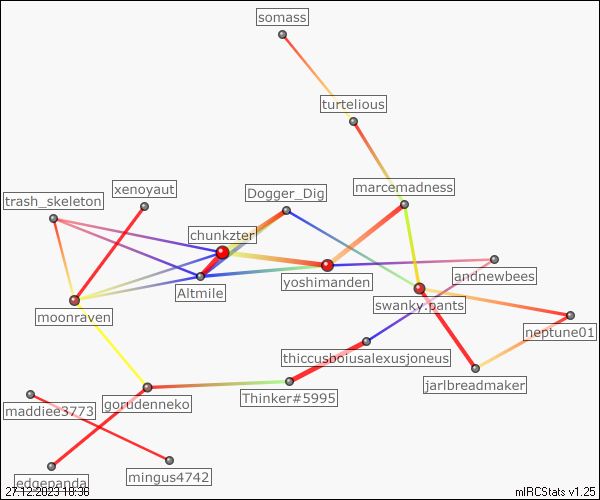 somass
turtelious
marcemadness
xenoyaut
trash_skeleton
Dogger_Dig
chunkzter
andnewbees
yoshimanden
Altmile
swanky.pants
moonraven
neptune01
thiccusboiusalexusjoneus
jarlbreadmaker
Thinker#5995
gorudenneko
maddiee3773
mingus4742
edgepanda
27.12.2023 18:36
mIRCStats v1.25